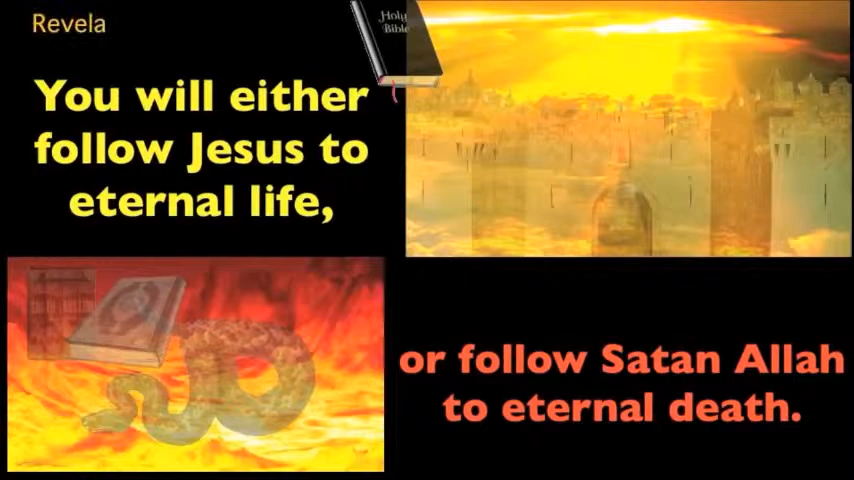 Revela
Holy
Bible
You will either
follow Jesus to
eternal life,
or follow Satan Allah
to eternal death.